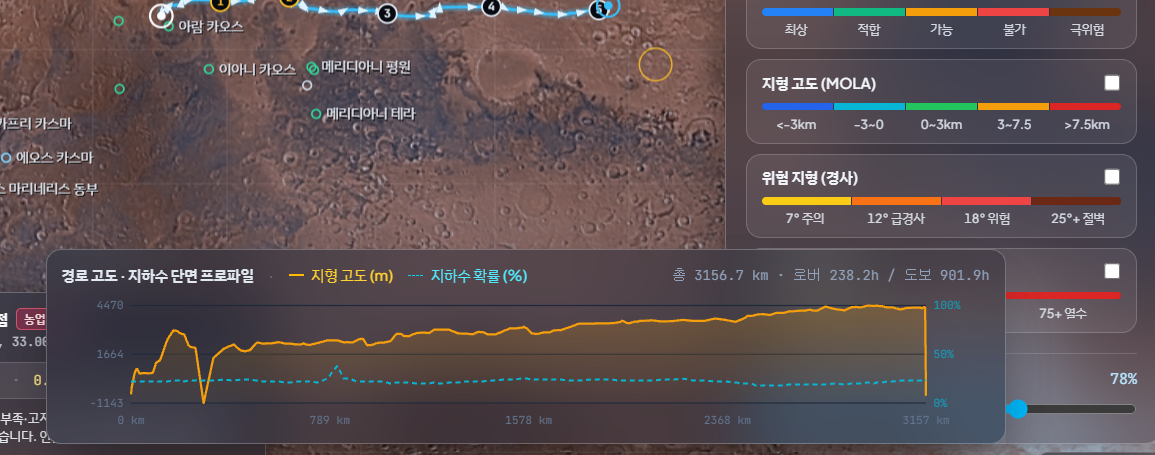 1
2
3
4
5
아람 카오스
이아니 카오스
메리디아니 평원
메리디아니 테라
카프리 카스마
에오스 카스마
마리네리스 동부
최상 적합 가능 불가 극위험
지형 고도 (MOLA)
<-3km -3~0 0~3km 3~7.5 >7.5km
위험 지형 (경사)
7° 주의 12° 급경사 18° 위험 25°+ 절벽
75+ 열수
78%
경로 고도 · 지하수 단면 프로파일 · 지형 고도 (m) 지하수 확률 (%) 총 3156.7 km · 로버 238.2h / 도보 901.9h
4470 100%
1664 50%
-1143 0%
0 km 789 km 1578 km 2368 km 3157 km
점 농업